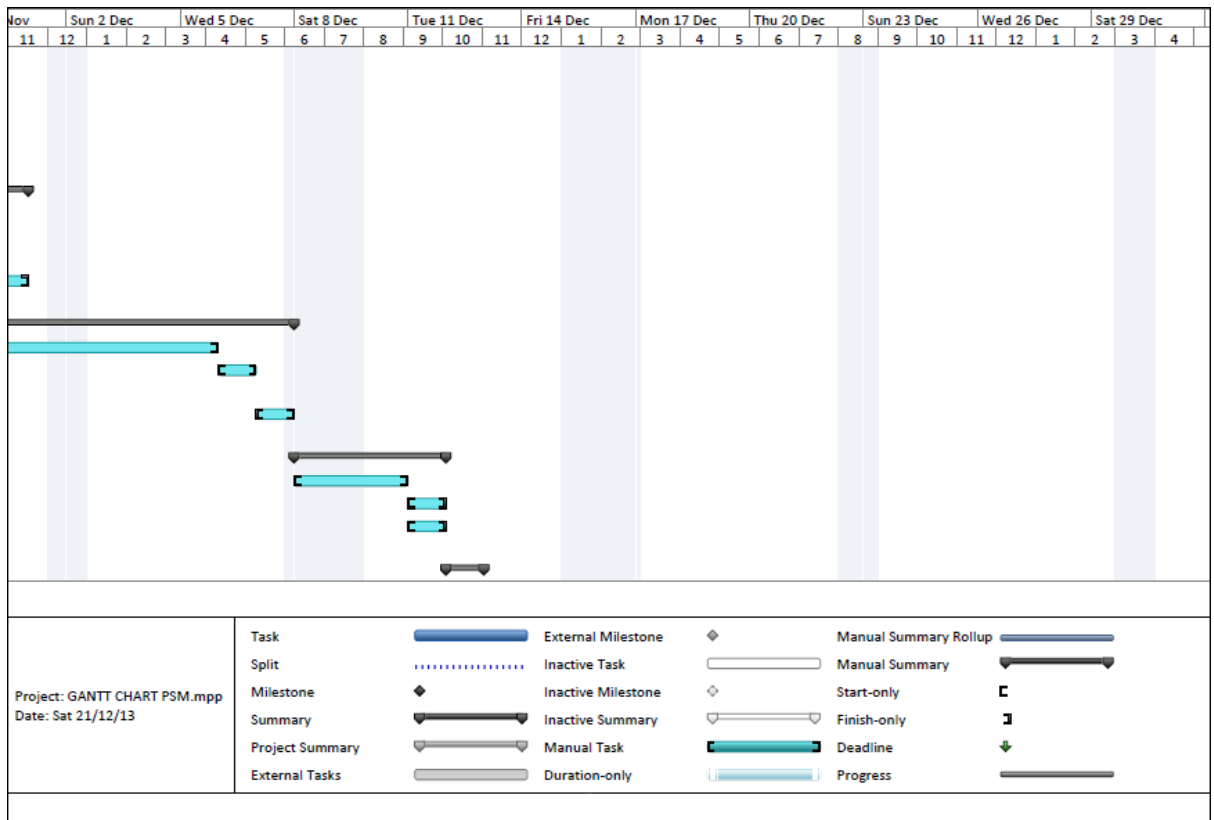 Nov Sun 2 Dec Wed 5 Dec Sat 8 Dec Tue 11 Dec Fri 14 Dec Mon 17 Dec Thu 20 Dec Sun 23 Dec Wed 26 Dec Sat 29 Dec
11 12 1 2 3 4 5 6 7 8 9 10 11 12 1 2 3 4 5 6 7 8 9 10 11 12 1 2 3 4
Task External Milestone Manual Summary Rollup
Split Inactive Task Manual Summary
Project: GANTT CHART PSM.mpp Milestone Inactive Milestone Start-only
Date: Sat 21/12/13 Summary Inactive Summary Finish-only
Project Summary Manual Task Deadline
External Tasks Duration-only Progress